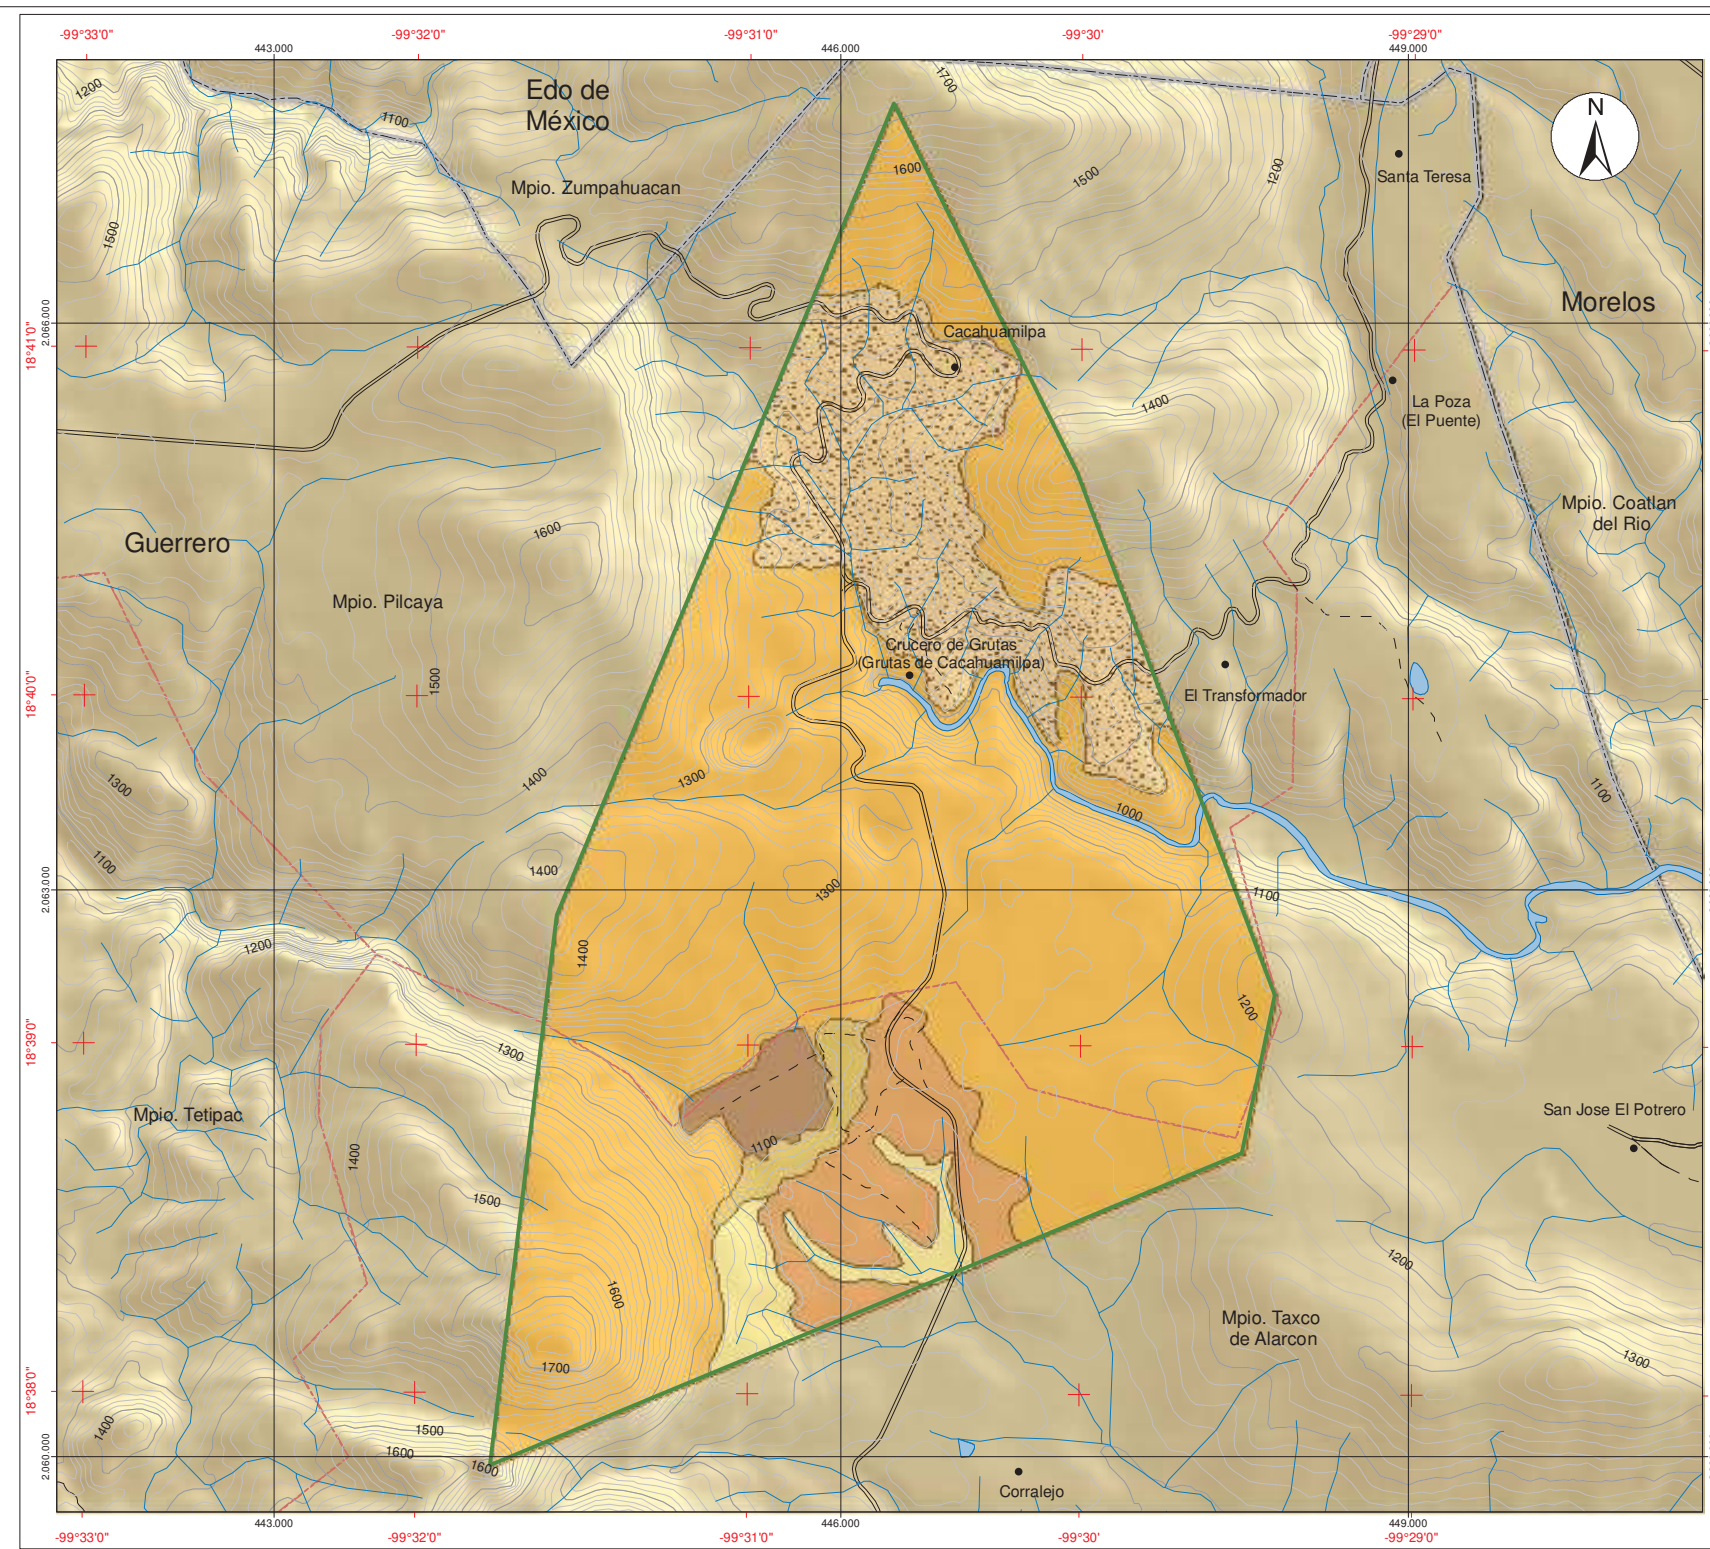 -99°33'0" -99°32'0" -99°31'0" -99°30' -99°29'0"
443.000 446.000 449.000
1200
Edo de
México
1700
N
1100
1600
1500
1200
Santa Teresa
Mpio. Zumpahuacan
1500
Morelos
2.066.000
18°41'0"
Cacahuamilpa
1400
La Poza
(El Puente)
Mpio. Coatlan
del Rio
1600
Guerrero
Mpio. Pilcaya
Crucero de Grutas
(Grutas de Cacahuamilpa)
18°40'0"
1500
El Transformador
1300
1400
1300
1000
1100
1100
1400
1300
1100
2.063.000
1200
1400
1200
18°39'0"
1300
Mpio. Tetipac
San Jose El Potrero
1400
1100
1500
1200
1600
Mpio. Taxco
de Alarcon
1300
1700
18°38'0"
1400
1500
1600
1600
2.060.000
Corralejo
443.000 446.000 449.000
-99°33'0" -99°32'0" -99°31'0" -99°30' -99°29'0"